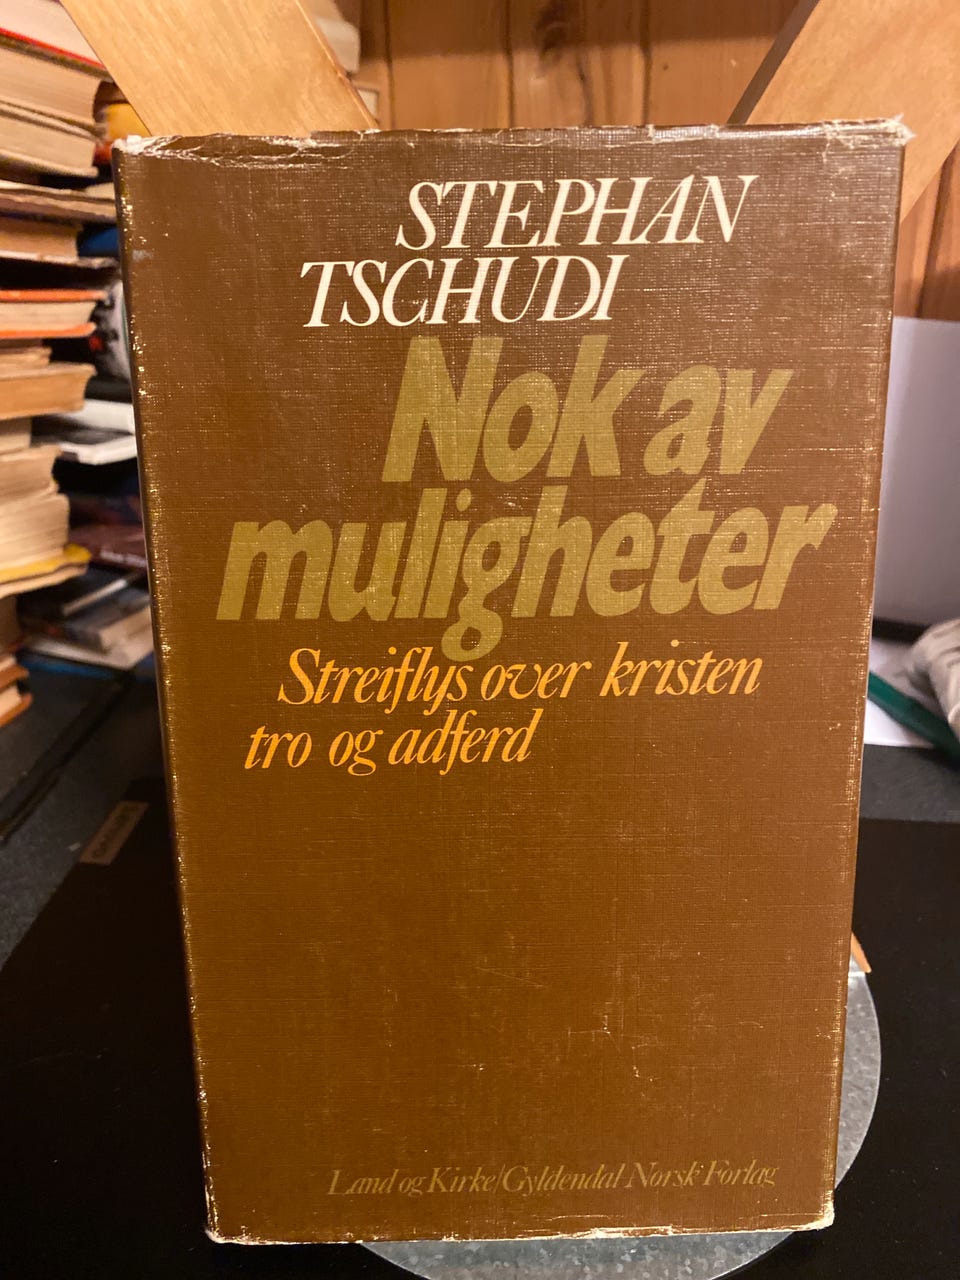 STEPHAN
TSCHUDI
Nok av
muligheter
Streiflys over kristen
tro og adferd
Land og Kirke/Gyldendal Norsk Forlag